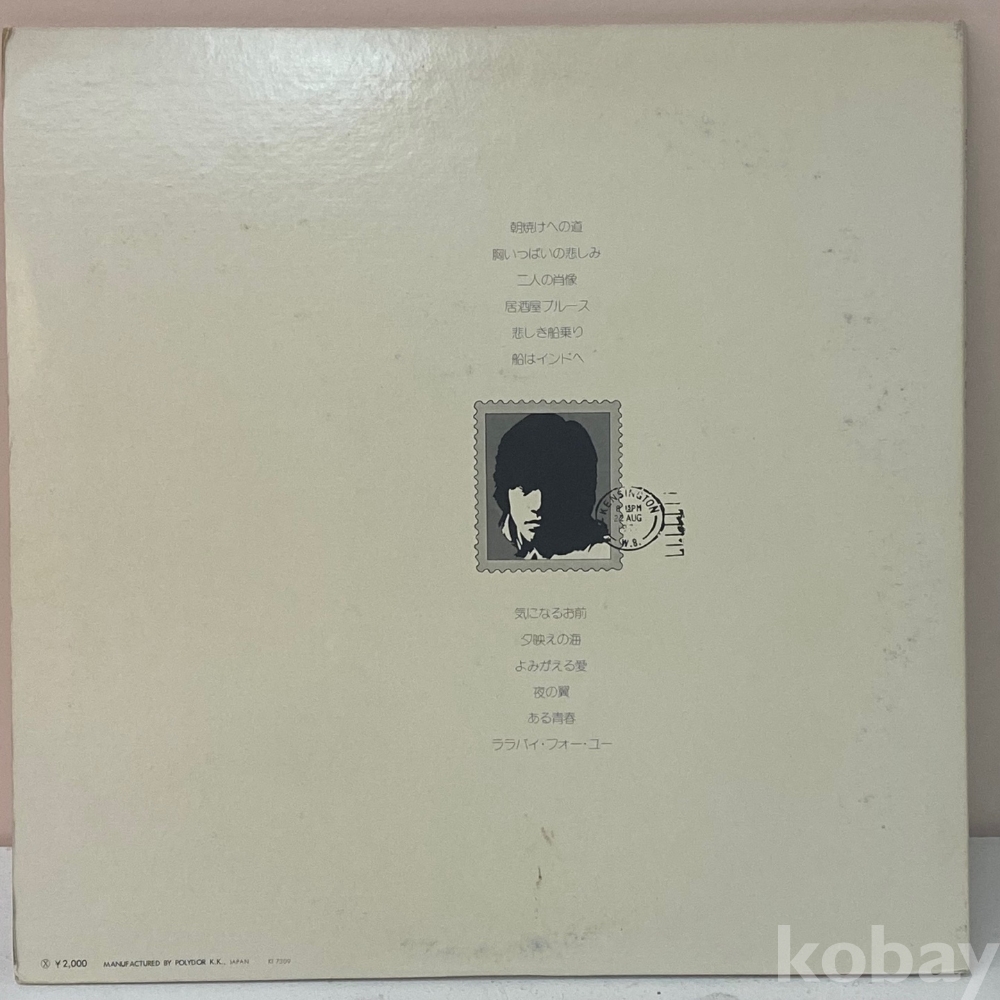 朝焼けへの道
胸いっぱいの悲しみ
二人の肖像
居酒屋ブルース
悲しき船乗り
船はインドへ
KENSINGTON
PM
AUG
W.8.
気になるお前
夕映えの海
よみがえる愛
夜の翼
ある青春
ララバイ・フォー・ユー
Ⓧ ¥2,000 MANUFACTURED BY POLYDOR K.K., JAPAN
kobay